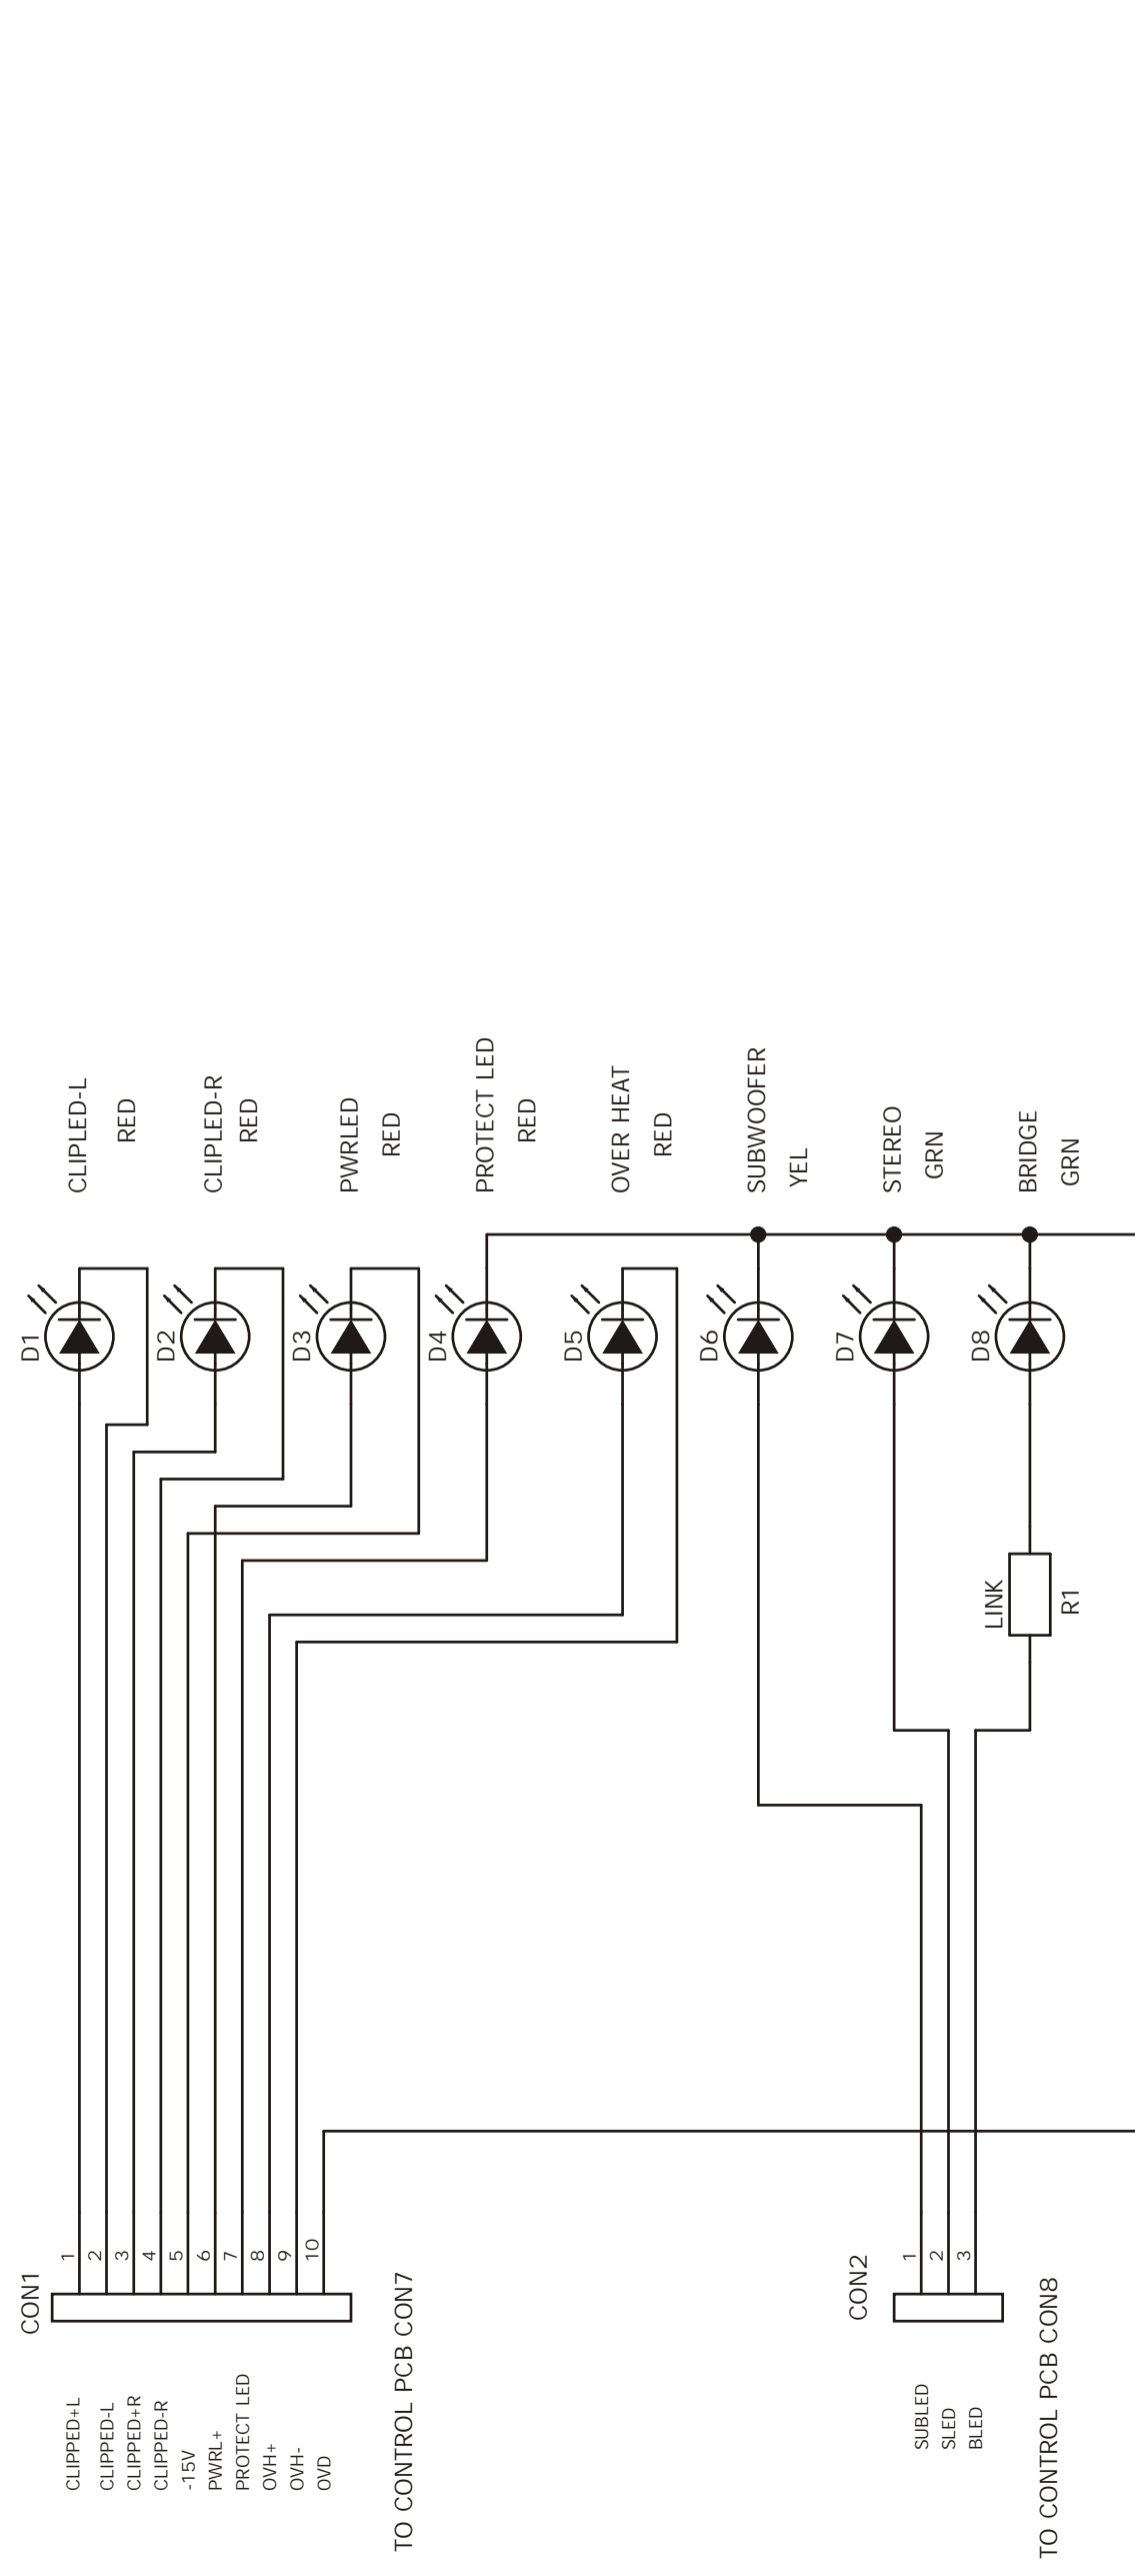 CON1
1
2
3
4
5
6
7
8
9
10
CLIPPED+L
CLIPPED-L
CLIPPED+R
CLIPPED-R
-15V
PWRL+
PROTECT LED
OVH+
OVH-
OVD
TO CONTROL PCB CON7
D1
CLIPLED-L
RED
D2
CLIPLED-R
RED
D3
PWRLED
RED
D4
PROTECT LED
RED
D5
OVER HEAT
RED
D6
SUBWOOFER
YEL
D7
STEREO
GRN
D8
BRIDGE
GRN
LINK
R1
CON2
1
2
3
SUBLED
SLED
BLED
TO CONTROL PCB CON8